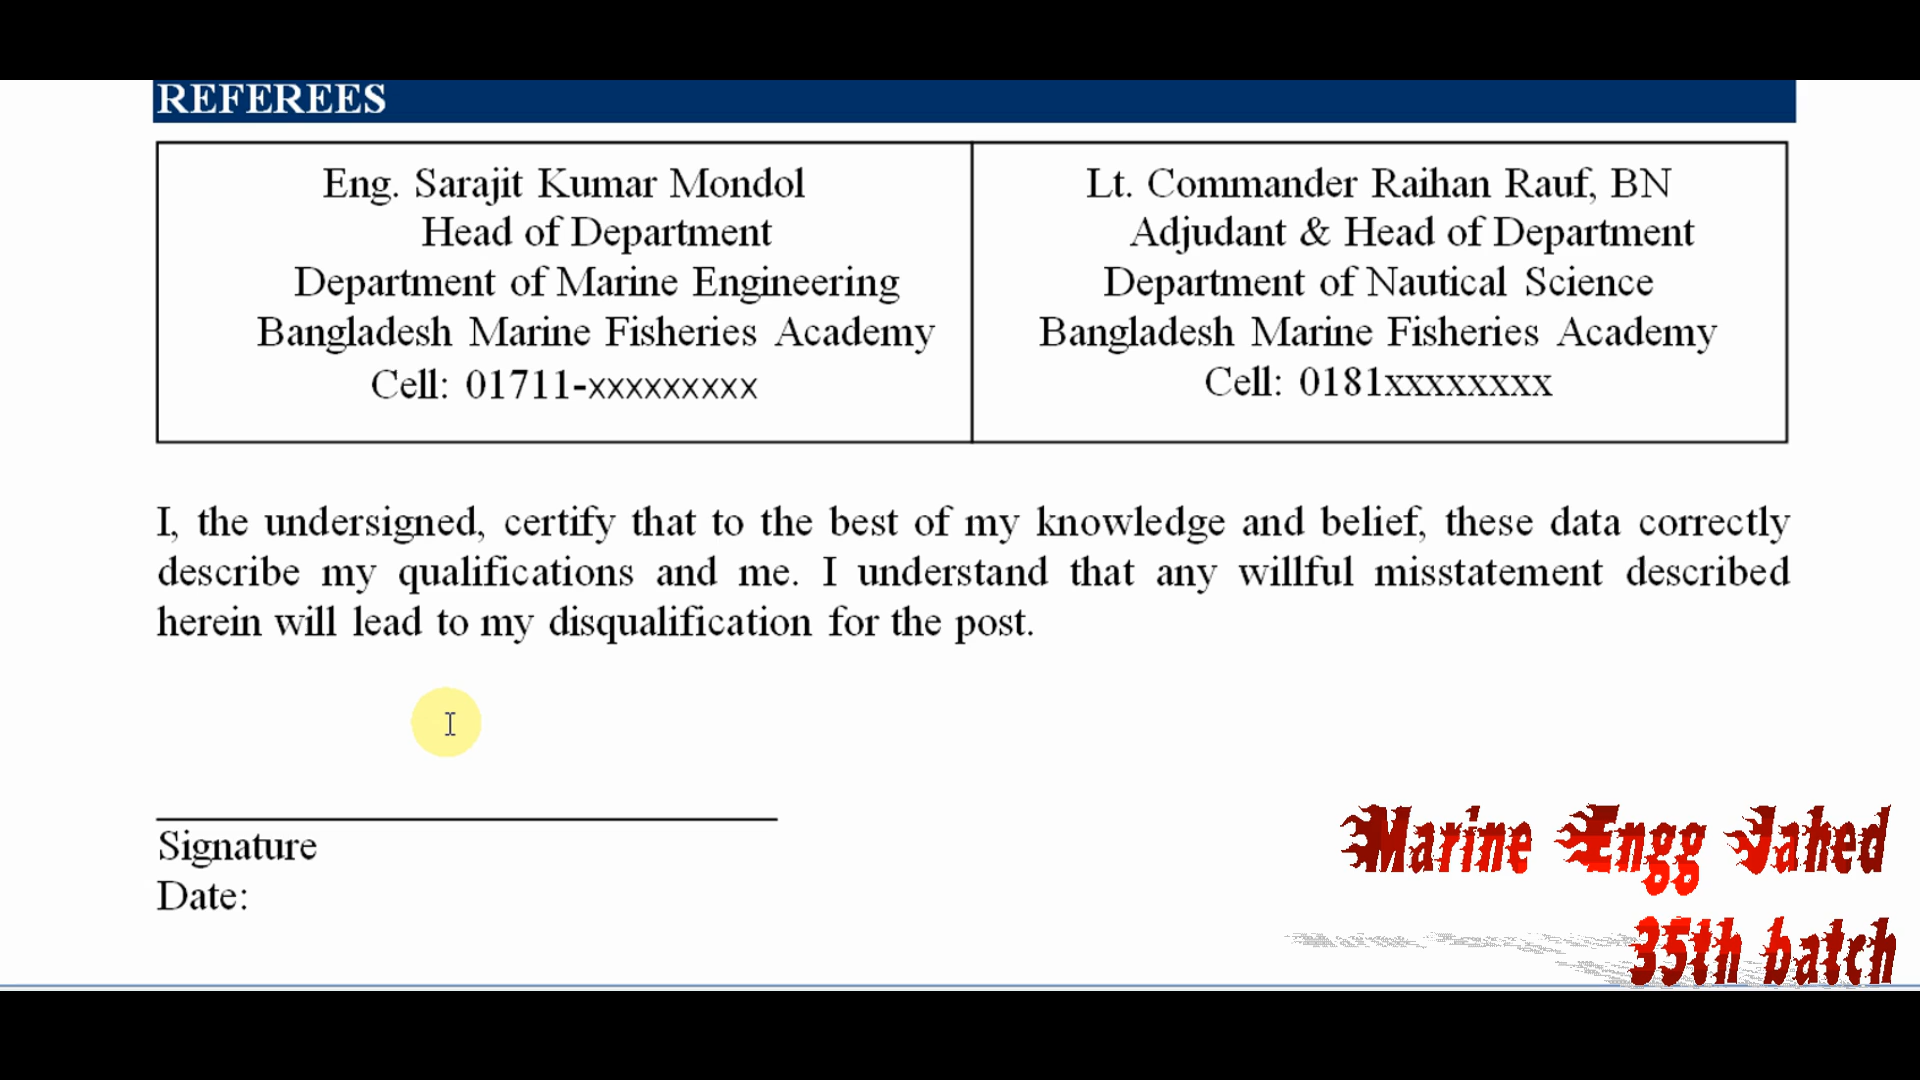 REFEREES
Eng. Sarajit Kumar Mondol
Head of Department
Department of Marine Engineering
Bangladesh Marine Fisheries Academy
Cell: 01711-xxxxxxxxx
Lt. Commander Raihan Rauf, BN
Adjudant & Head of Department
Department of Nautical Science
Bangladesh Marine Fisheries Academy
Cell: 0181xxxxxxxx
I, the undersigned, certify that to the best of my knowledge and belief, these data correctly
describe my qualifications and me. I understand that any willful misstatement described
herein will lead to my disqualification for the post.
Signature
Date:
Marine Engg Jahed
35th batch